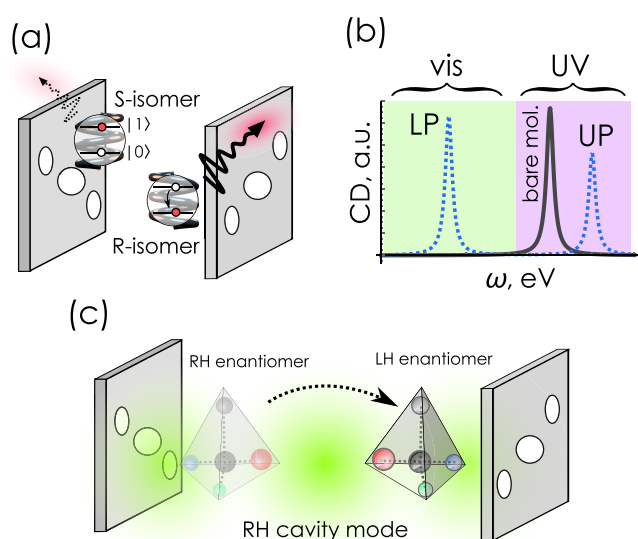 (a)
S-isomer
|1⟩
|0⟩
R-isomer
(b)
vis
UV
LP
bare mol.
UP
CD, a.u.
ω, eV
(c)
RH enantiomer
LH enantiomer
RH cavity mode